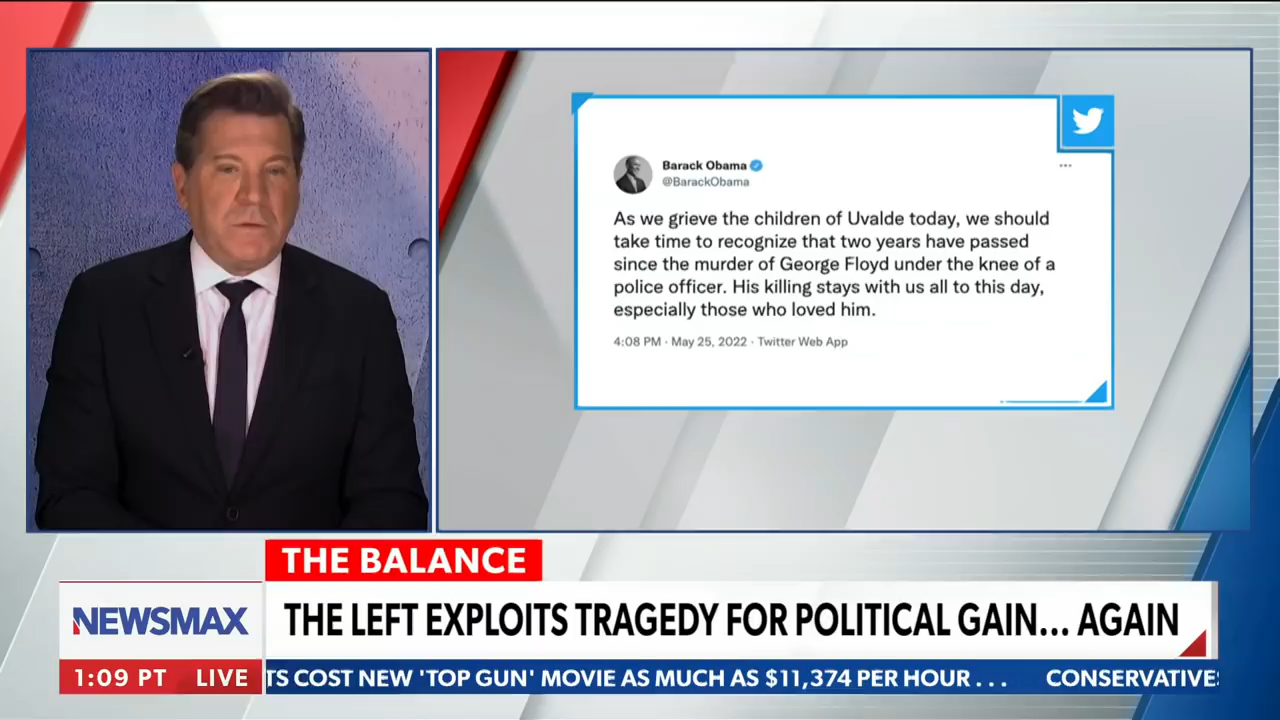 Barack Obama
@BarackObama
As we grieve the children of Uvalde today, we should
take time to recognize that two years have passed
since the murder of George Floyd under the knee of a
police officer. His killing stays with us all to this day,
especially those who loved him.
4:08 PM · May 25, 2022 · Twitter Web App
THE BALANCE
NEWSMAX
THE LEFT EXPLOITS TRAGEDY FOR POLITICAL GAIN... AGAIN
1:09 PT LIVE
TS COST NEW 'TOP GUN' MOVIE AS MUCH AS $11,374 PER HOUR . . . CONSERVATIVE